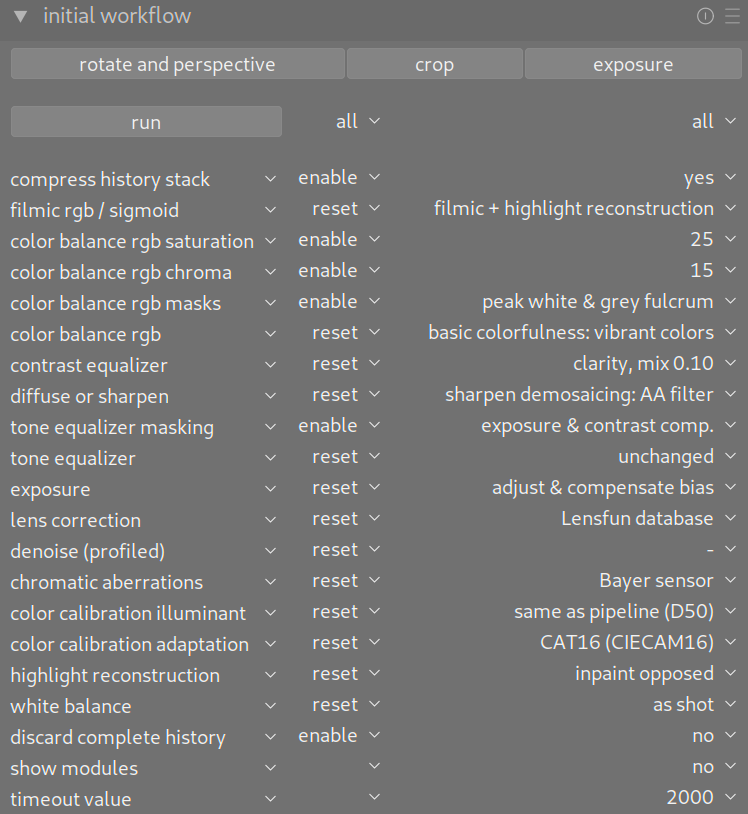 initial workflow
rotate and perspective crop exposure
run all all
compress history stack enable yes
filmic rgb / sigmoid reset filmic + highlight reconstruction
color balance rgb saturation enable 25
color balance rgb chroma enable 15
color balance rgb masks enable peak white & grey fulcrum
color balance rgb reset basic colorfulness: vibrant colors
contrast equalizer reset clarity, mix 0.10
diffuse or sharpen reset sharpen demosaicing: AA filter
tone equalizer masking enable exposure & contrast comp.
tone equalizer reset unchanged
exposure reset adjust & compensate bias
lens correction reset Lensfun database
denoise (profiled) reset -
chromatic aberrations reset Bayer sensor
color calibration illuminant reset same as pipeline (D50)
color calibration adaptation reset CAT16 (CIECAM16)
highlight reconstruction reset inpaint opposed
white balance reset as shot
discard complete history enable no
show modules no
timeout value 2000